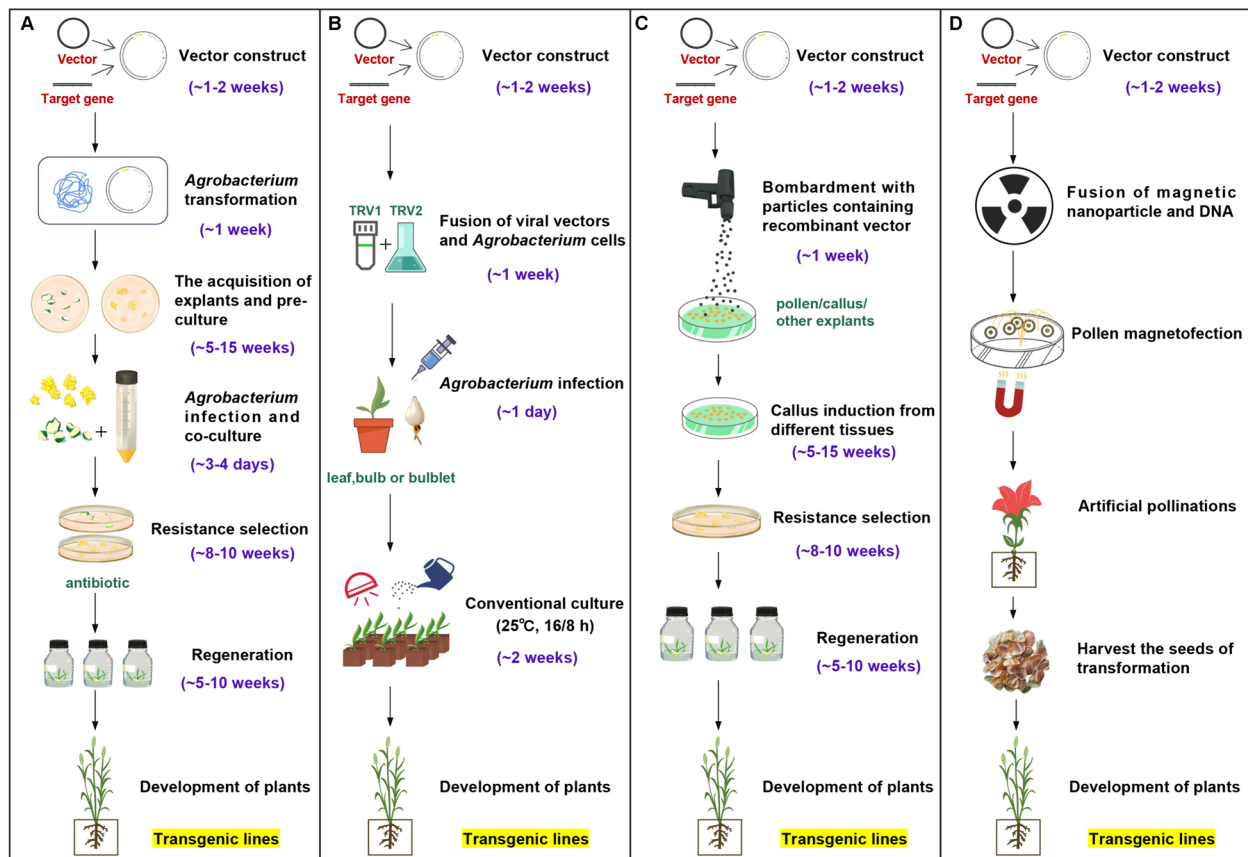 A
Vector
Target gene
Vector construct
(~1-2 weeks)
Agrobacterium
transformation
(~1 week)
The acquisition of
explants and pre-
culture
(~5-15 weeks)
Agrobacterium
infection and
co-culture
(~3-4 days)
+
Resistance selection
(~8-10 weeks)
antibiotic
Regeneration
(~5-10 weeks)
Development of plants
Transgenic lines
B
Vector
Target gene
Vector construct
(~1-2 weeks)
TRV1 TRV2
+
Fusion of viral vectors
and Agrobacterium cells
(~1 week)
Agrobacterium infection
(~1 day)
leaf,bulb or bulblet
Conventional culture
(25℃, 16/8 h)
(~2 weeks)
Development of plants
Transgenic lines
C
Vector
Target gene
Vector construct
(~1-2 weeks)
Bombardment with
particles containing
recombinant vector
(~1 week)
pollen/callus/
other explants
Callus induction from
different tissues
(~5-15 weeks)
Resistance selection
(~8-10 weeks)
Regeneration
(~5-10 weeks)
Development of plants
Transgenic lines
D
Vector
Target gene
Vector construct
(~1-2 weeks)
Fusion of magnetic
nanoparticle and DNA
Pollen magnetofection
Artificial pollinations
Harvest the seeds of
transformation
Development of plants
Transgenic lines